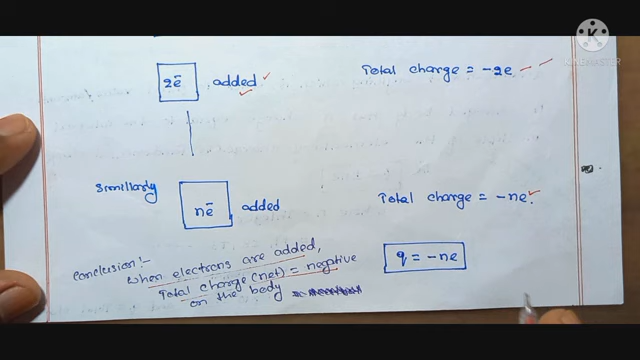 2ē added
Total charge = -2e
Similarly
nē added
Total charge = -ne.
Conclusion:-
When electrons are added,
Total charge (net) = negative
on the body
q = -ne